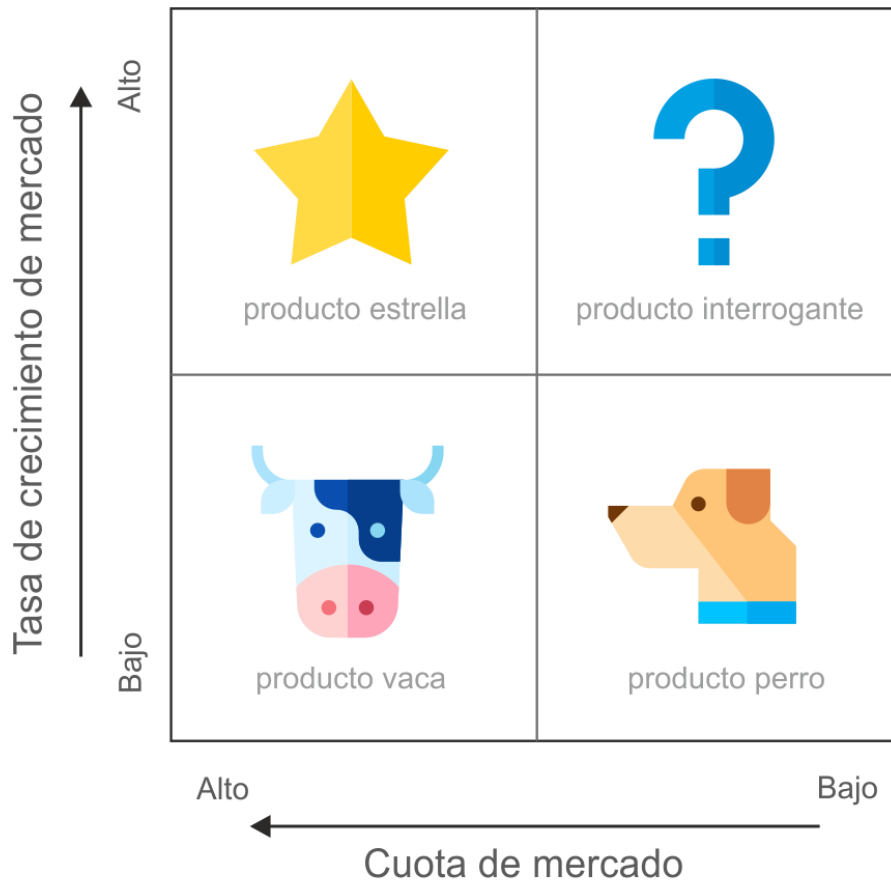 Tasa de crecimiento de mercado
Alto
Bajo
producto estrella
producto interrogante
producto vaca
producto perro
Alto
Bajo
Cuota de mercado